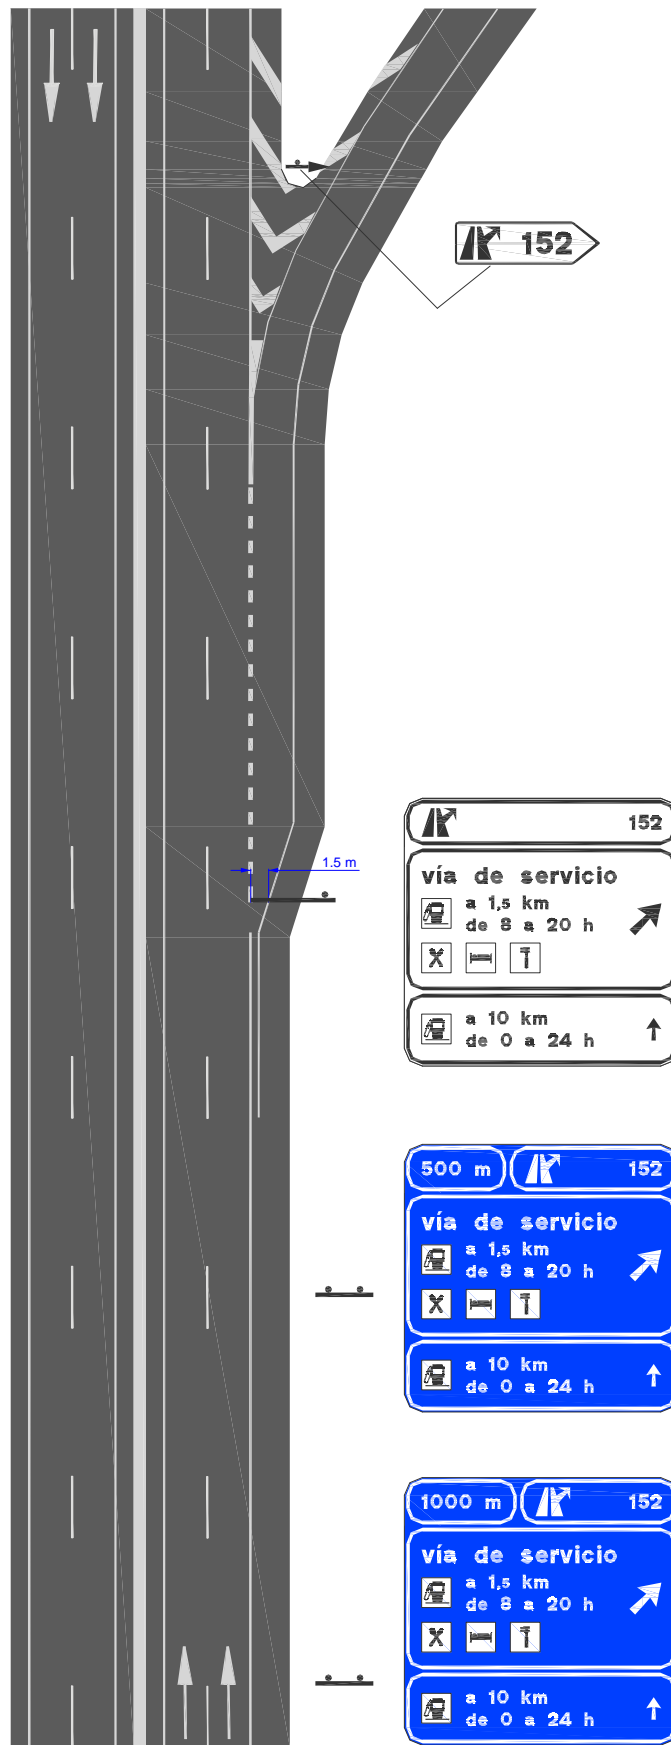 152
1.5 m
152
vía de servicio
a 1,5 km
de 8 a 20 h
a 10 km
de 0 a 24 h
500 m 152
vía de servicio
a 1,5 km
de 8 a 20 h
a 10 km
de 0 a 24 h
1000 m 152
vía de servicio
a 1,5 km
de 8 a 20 h
a 10 km
de 0 a 24 h